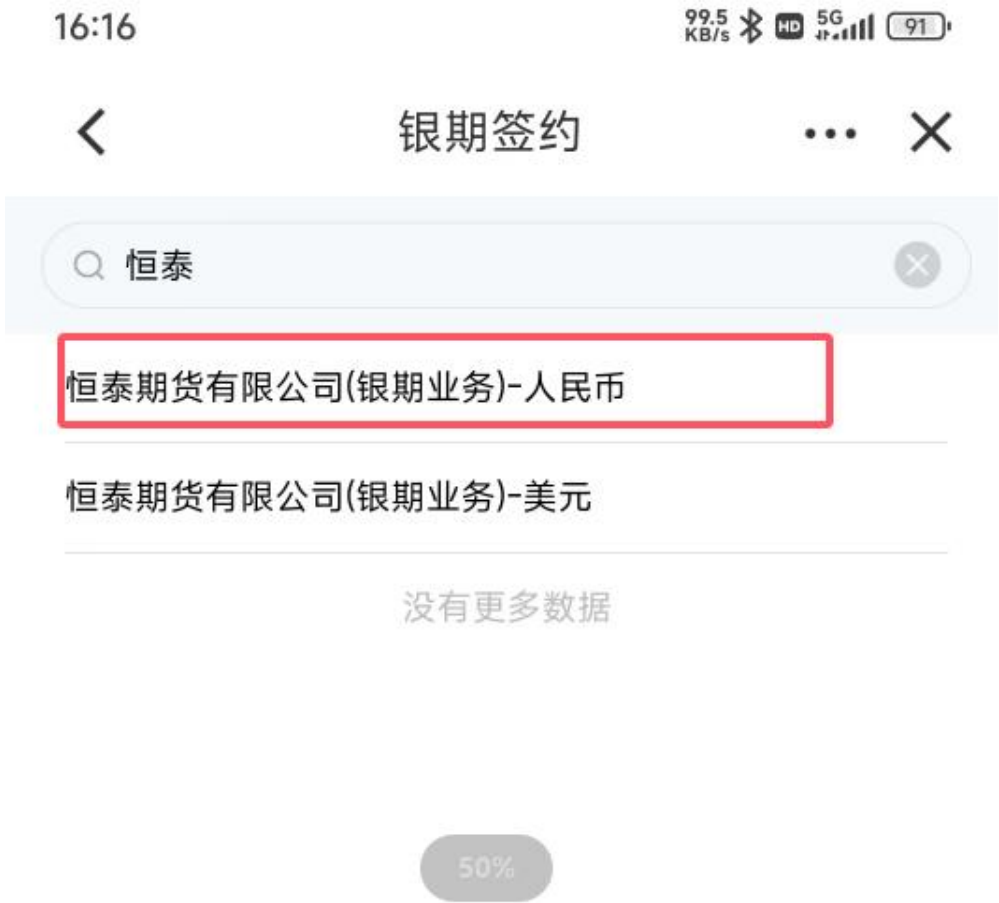 16:16 99.5 KB/s HD 5G 91
银期签约
恒泰
恒泰期货有限公司(银期业务)-人民币
恒泰期货有限公司(银期业务)-美元
没有更多数据
50%